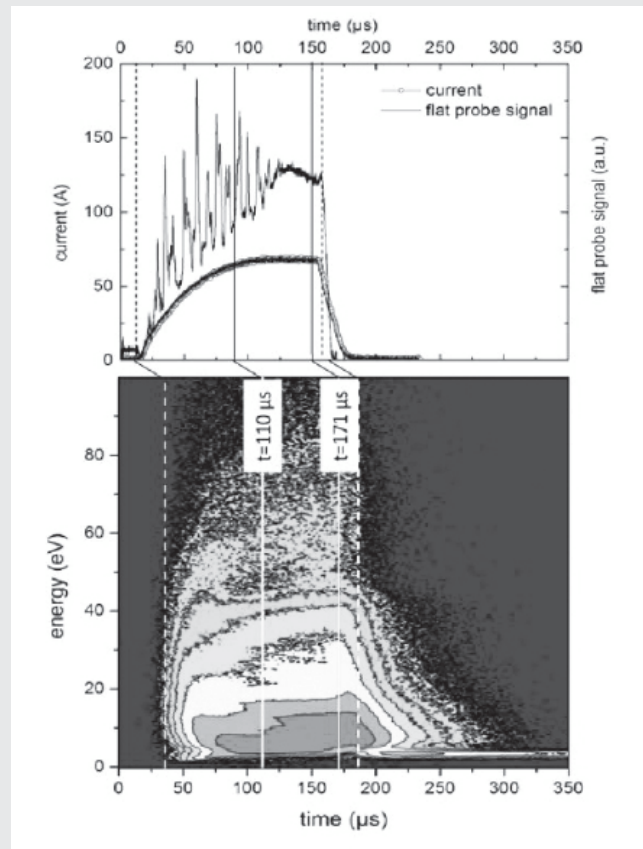 time (µs)
0 50 100 150 200 250 300 350
200
150
100
50
0
current (A)
current
flat probe signal
flat probe signal (a.u.)
t=110 µs
t=171 µs
80
60
40
20
0
energy (eV)
0 50 100 150 200 250 300 350
time (µs)